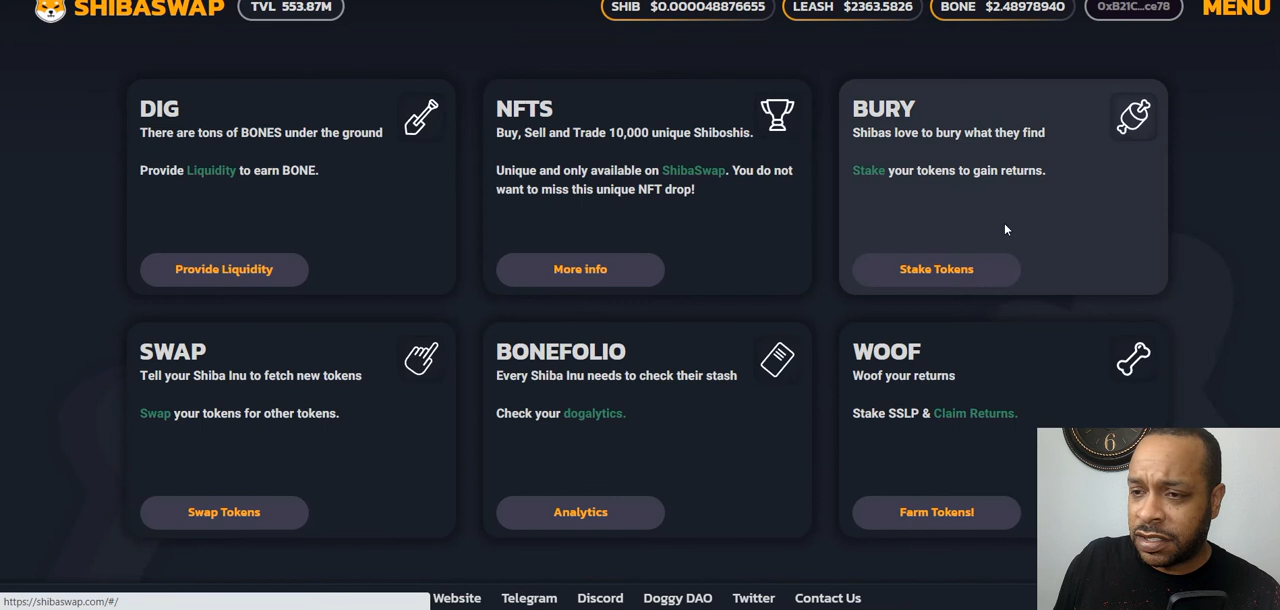 SHIBASWAP
TVL 553.87M
SHIB $0.000048876655
LEASH $2363.5826
BONE $2.48978940
0xB21C...ce78
MENU
DIG
There are tons of BONES under the ground
Provide Liquidity to earn BONE.
Provide Liquidity
NFTS
Buy, Sell and Trade 10,000 unique Shiboshis.
Unique and only available on ShibaSwap. You do not
want to miss this unique NFT drop!
More info
BURY
Shibas love to bury what they find
Stake your tokens to gain returns.
Stake Tokens
SWAP
Tell your Shiba Inu to fetch new tokens
Swap your tokens for other tokens.
Swap Tokens
BONEFOLIO
Every Shiba Inu needs to check their stash
Check your dogalytics.
Analytics
WOOF
Woof your returns
Stake SSLP & Claim Returns.
Farm Tokens!
6
https://shibaswap.com/#/
Website
Telegram
Discord
Doggy DAO
Twitter
Contact Us